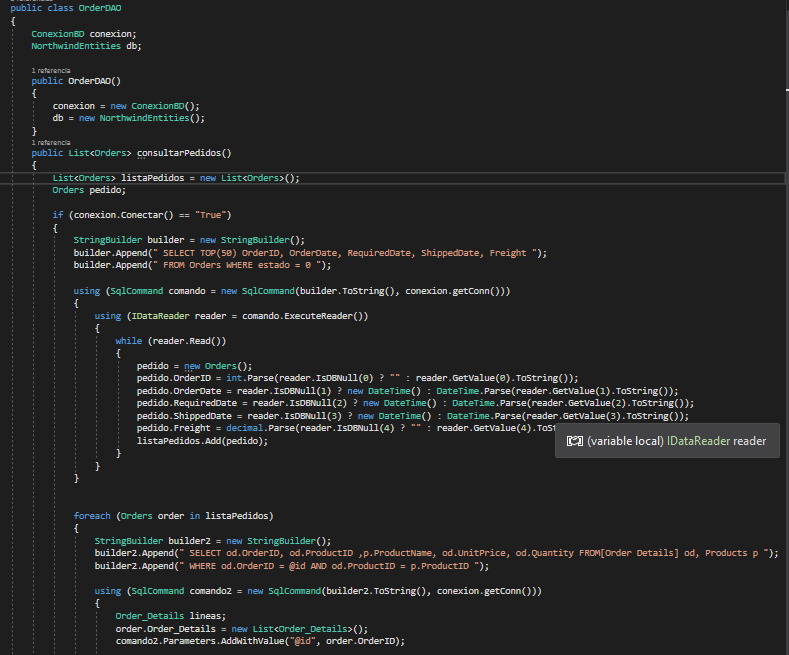 public class OrderDAO
{
ConexionBD conexion;
NorthwindEntities db;
1 referencia
public OrderDAO()
{
conexion = new ConexionBD();
db = new NorthwindEntities();
}
1 referencia
public List<Orders> consultarPedidos()
{
List<Orders> listaPedidos = new List<Orders>();
Orders pedido;
if (conexion.Conectar() == "True")
{
StringBuilder builder = new StringBuilder();
builder.Append(" SELECT TOP(50) OrderID, OrderDate, RequiredDate, ShippedDate, Freight ");
builder.Append(" FROM Orders WHERE estado = 0 ");
using (SqlCommand comando = new SqlCommand(builder.ToString(), conexion.getConn()))
{
using (IDataReader reader = comando.ExecuteReader())
{
while (reader.Read())
{
pedido = new Orders();
pedido.OrderID = int.Parse(reader.IsDBNull(0) ? "" : reader.GetValue(0).ToString());
pedido.OrderDate = reader.IsDBNull(1) ? new DateTime() : DateTime.Parse(reader.GetValue(1).ToString());
pedido.RequiredDate = reader.IsDBNull(2) ? new DateTime() : DateTime.Parse(reader.GetValue(2).ToString());
pedido.ShippedDate = reader.IsDBNull(3) ? new DateTime() : DateTime.Parse(reader.GetValue(3).ToString());
pedido.Freight = decimal.Parse(reader.IsDBNull(4) ? "" : reader.GetValue(4).ToSt
(variable local) IDataReader reader
listaPedidos.Add(pedido);
}
}
}
foreach (Orders order in listaPedidos)
{
StringBuilder builder2 = new StringBuilder();
builder2.Append(" SELECT od.OrderID, od.ProductID ,p.ProductName, od.UnitPrice, od.Quantity FROM[Order Details] od, Products p ");
builder2.Append(" WHERE od.OrderID = @id AND od.ProductID = p.ProductID ");
using (SqlCommand comando2 = new SqlCommand(builder2.ToString(), conexion.getConn()))
{
Order_Details lineas;
order.Order_Details = new List<Order_Details>();
comando2.Parameters.AddWithValue("@id", order.OrderID);